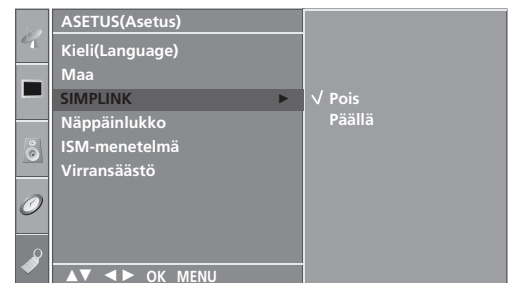 ASETUS(Asetus)
Kieli(Language)
Maa
SIMPLINK ►
Näppäinlukko
ISM-menetelmä
Virransäästö
√ Pois
Päällä
▲▼ ◄► OK MENU